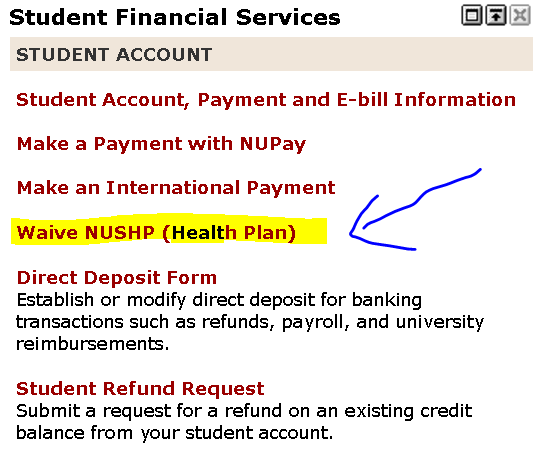 Student Financial Services
STUDENT ACCOUNT
Student Account, Payment and E-bill Information
Make a Payment with NUPay
Make an International Payment
Waive NUSHP (Health Plan)
Direct Deposit Form
Establish or modify direct deposit for banking
transactions such as refunds, payroll, and university
reimbursements.
Student Refund Request
Submit a request for a refund on an existing credit
balance from your student account.